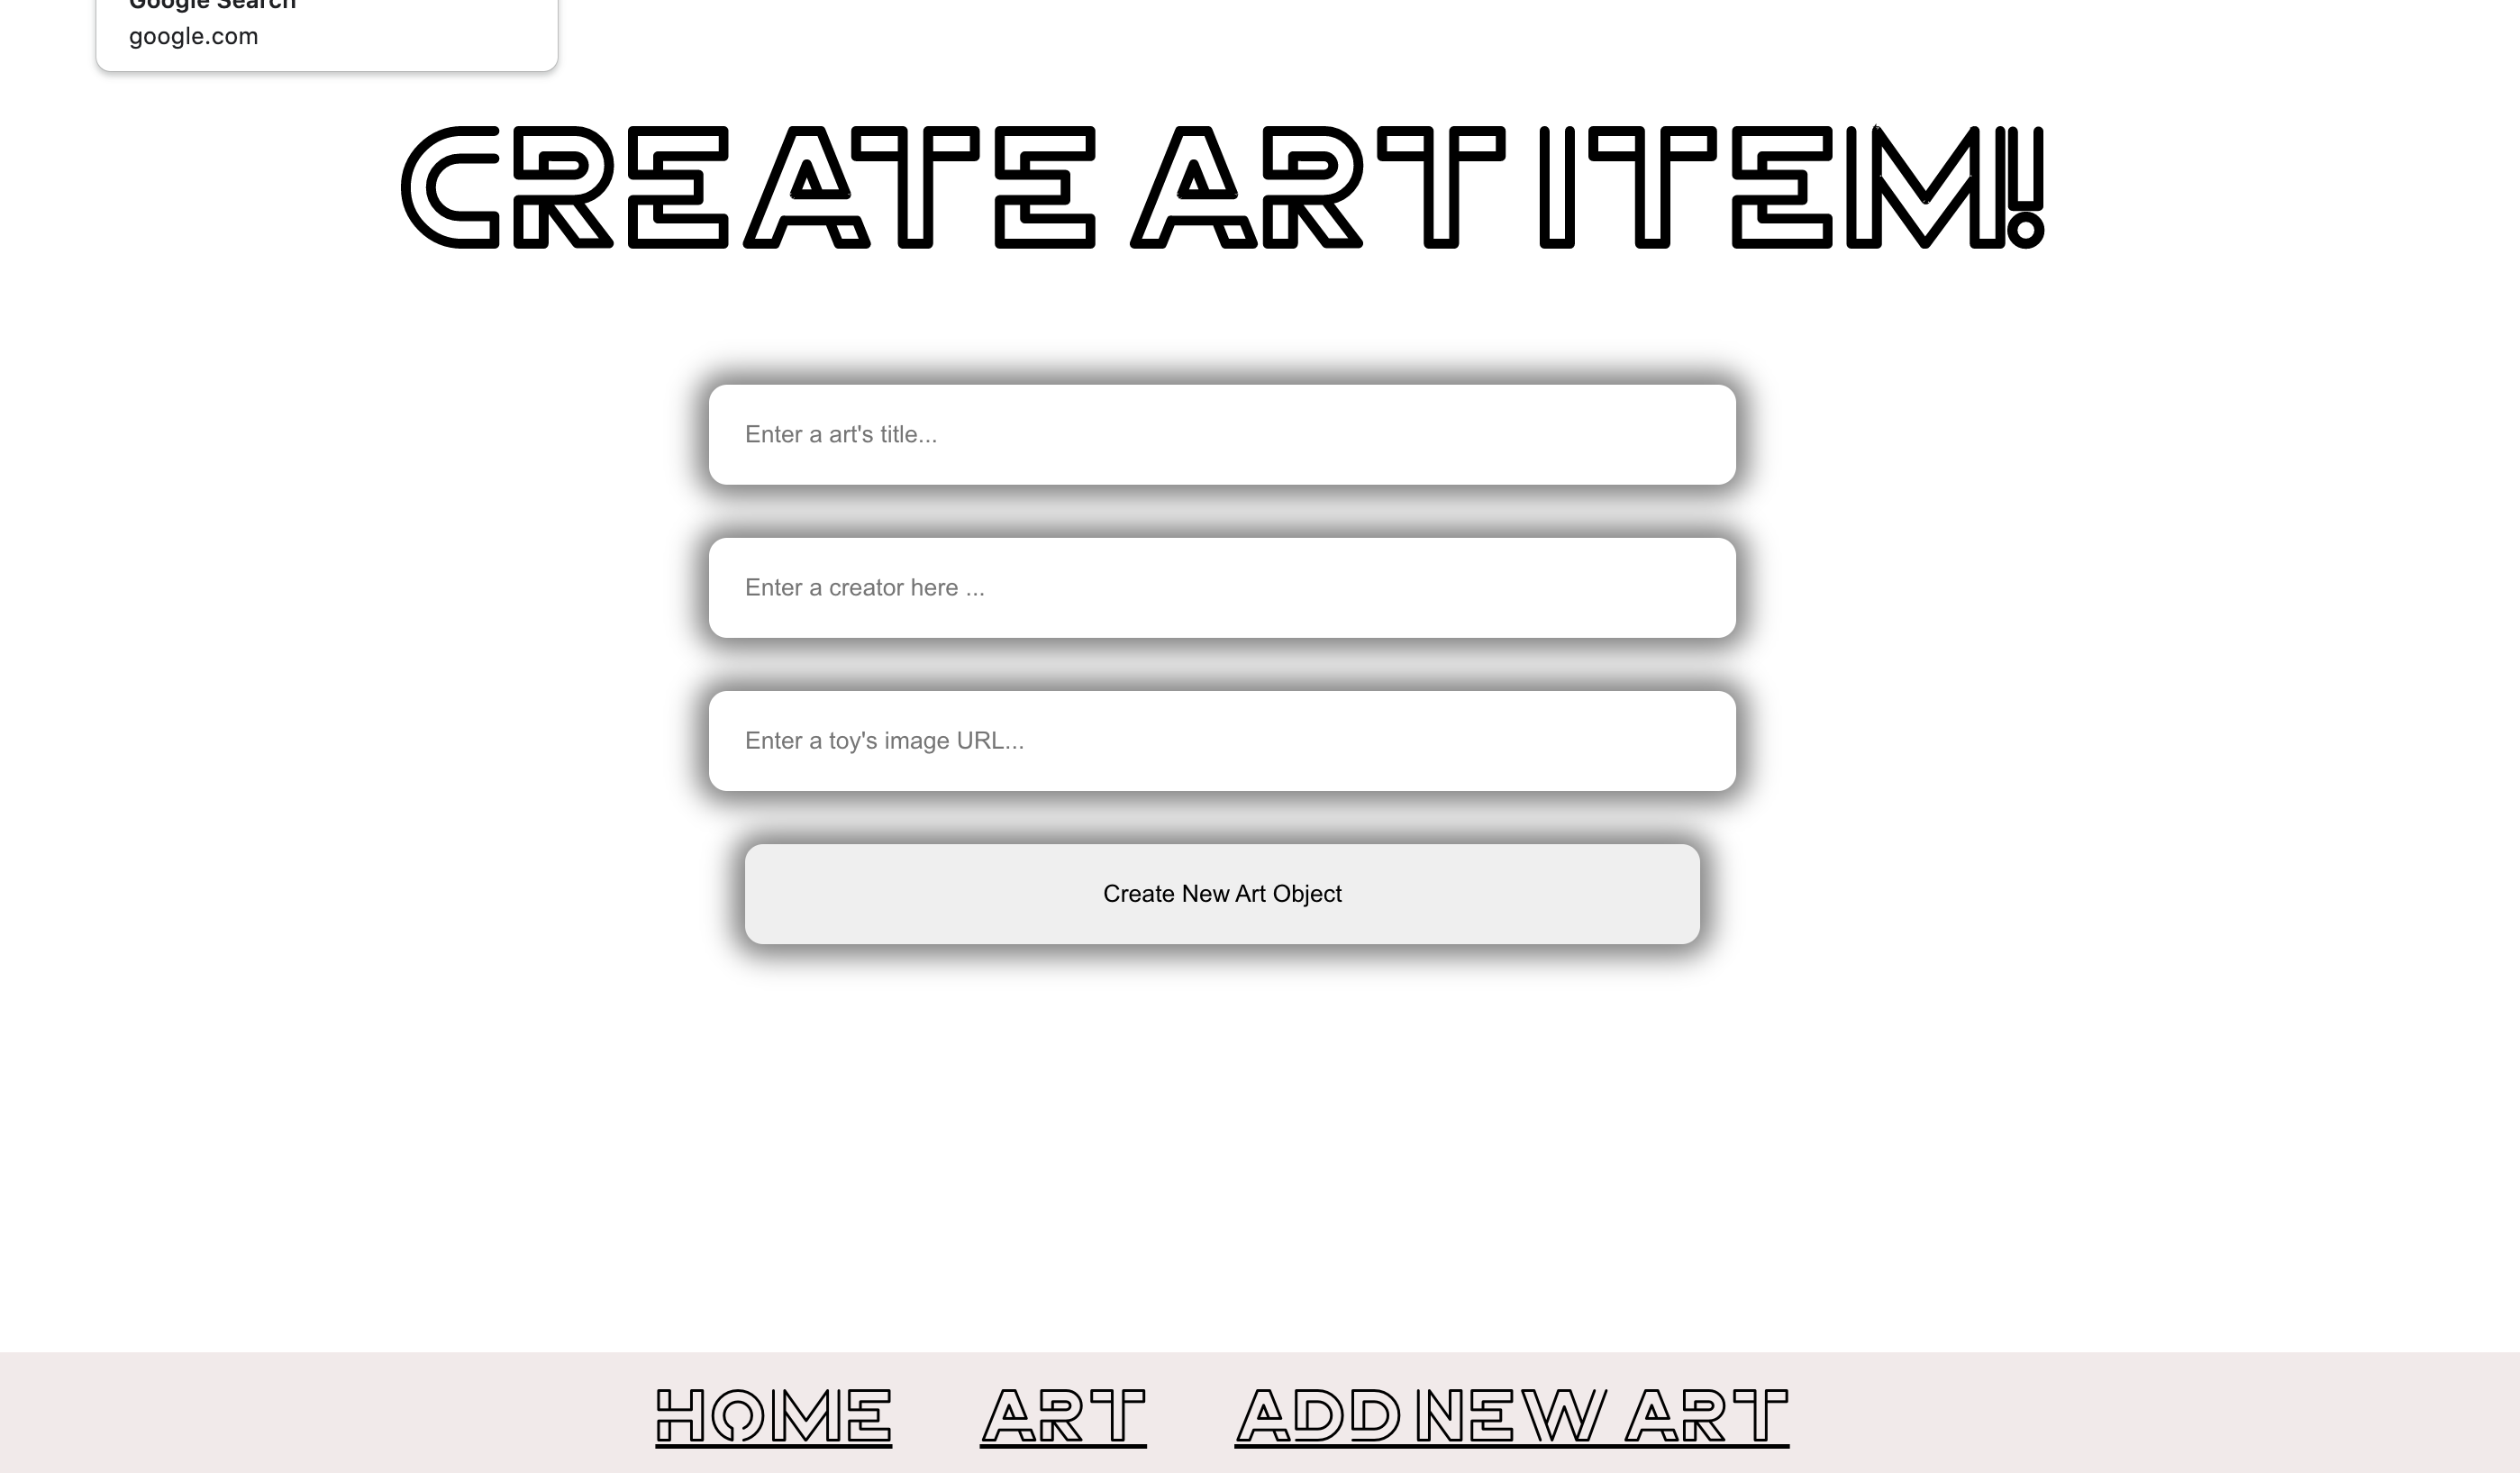 Google Search
google.com
CREATE ART ITEM!
Enter a art's title...
Enter a creator here ...
Enter a toy's image URL...
Create New Art Object
HOME ART ADD NEW ART